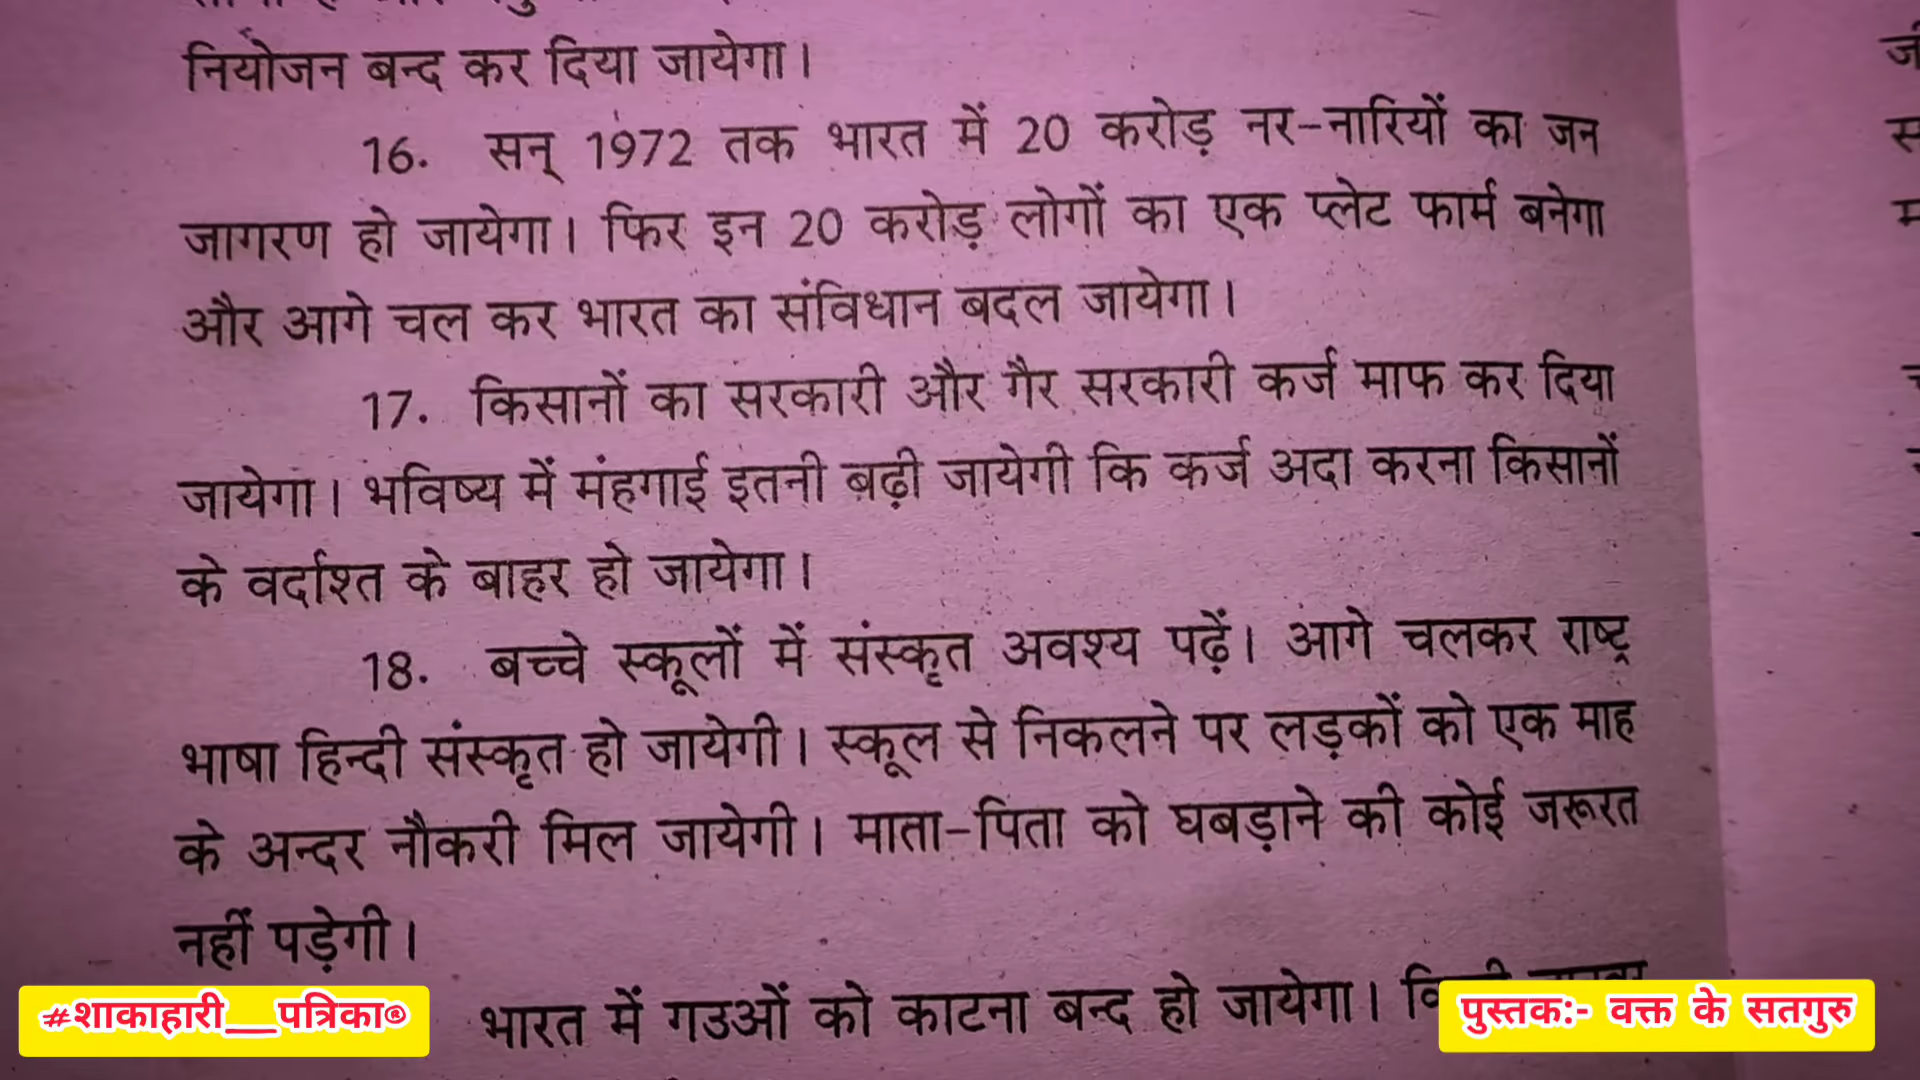 नियोजन बन्द कर दिया जायेगा।
16. सन् 1972 तक भारत में 20 करोड़ नर-नारियों का जन
जागरण हो जायेगा। फिर इन 20 करोड़ लोगों का एक प्लेट फार्म बनेगा
और आगे चल कर भारत का संविधान बदल जायेगा।
17. किसानों का सरकारी और गैर सरकारी कर्ज माफ कर दिया
जायेगा। भविष्य में मंहगाई इतनी बढ़ी जायेगी कि कर्ज अदा करना किसानों
के वर्दाश्त के बाहर हो जायेगा।
18. बच्चे स्कूलों में संस्कृत अवश्य पढ़ें। आगे चलकर राष्ट्र
भाषा हिन्दी संस्कृत हो जायेगी। स्कूल से निकलने पर लड़कों को एक माह
के अन्दर नौकरी मिल जायेगी। माता-पिता को घबड़ाने की कोई जरूरत
नहीं पड़ेगी।
भारत में गउओं को काटना बन्द हो जायेगा।
#शाकाहारी__पत्रिका®
पुस्तक:- वक्त के सतगुरु